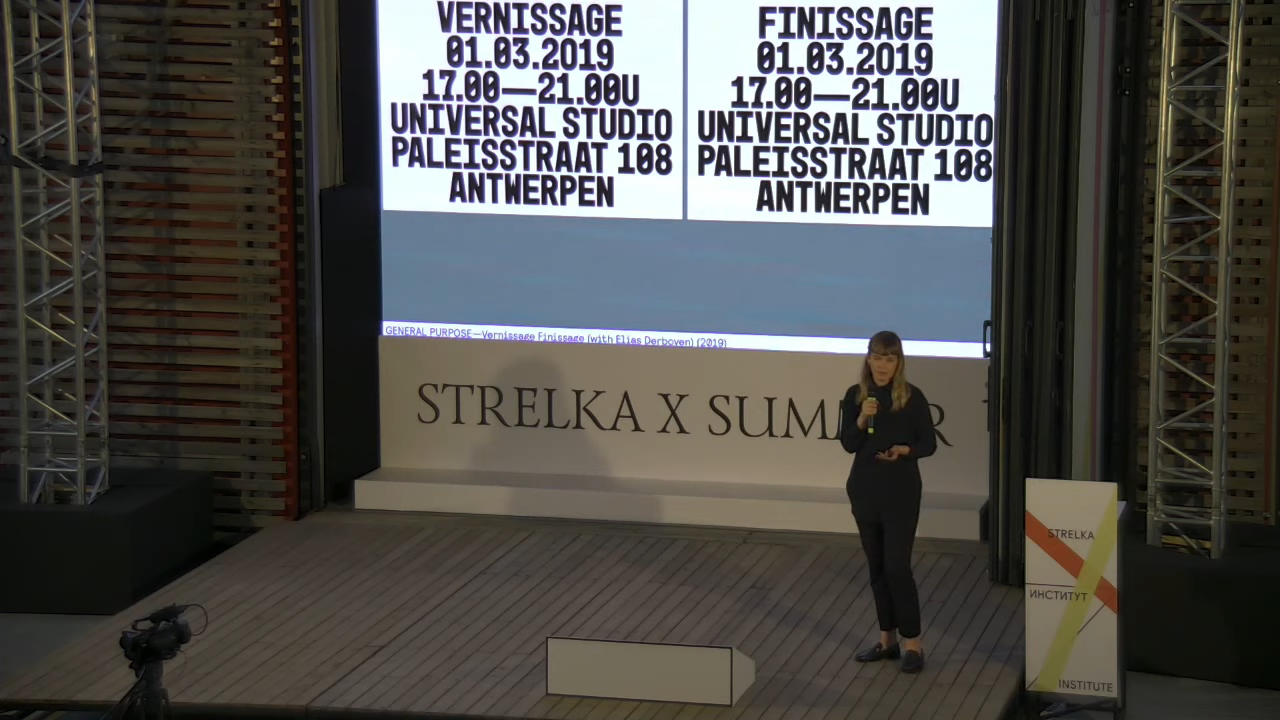 VERNISSAGE
01.03.2019
17.00—21.00U
UNIVERSAL STUDIO
PALEISSTRAAT 108
ANTWERPEN
FINISSAGE
01.03.2019
17.00—21.00U
UNIVERSAL STUDIO
PALEISSTRAAT 108
ANTWERPEN
GENERAL PURPOSE—Vernissage Finissage (with Elias Derboven) (2019)
STRELKA X SUMMER
STRELKA
ИНСТИТУТ
INSTITUTE